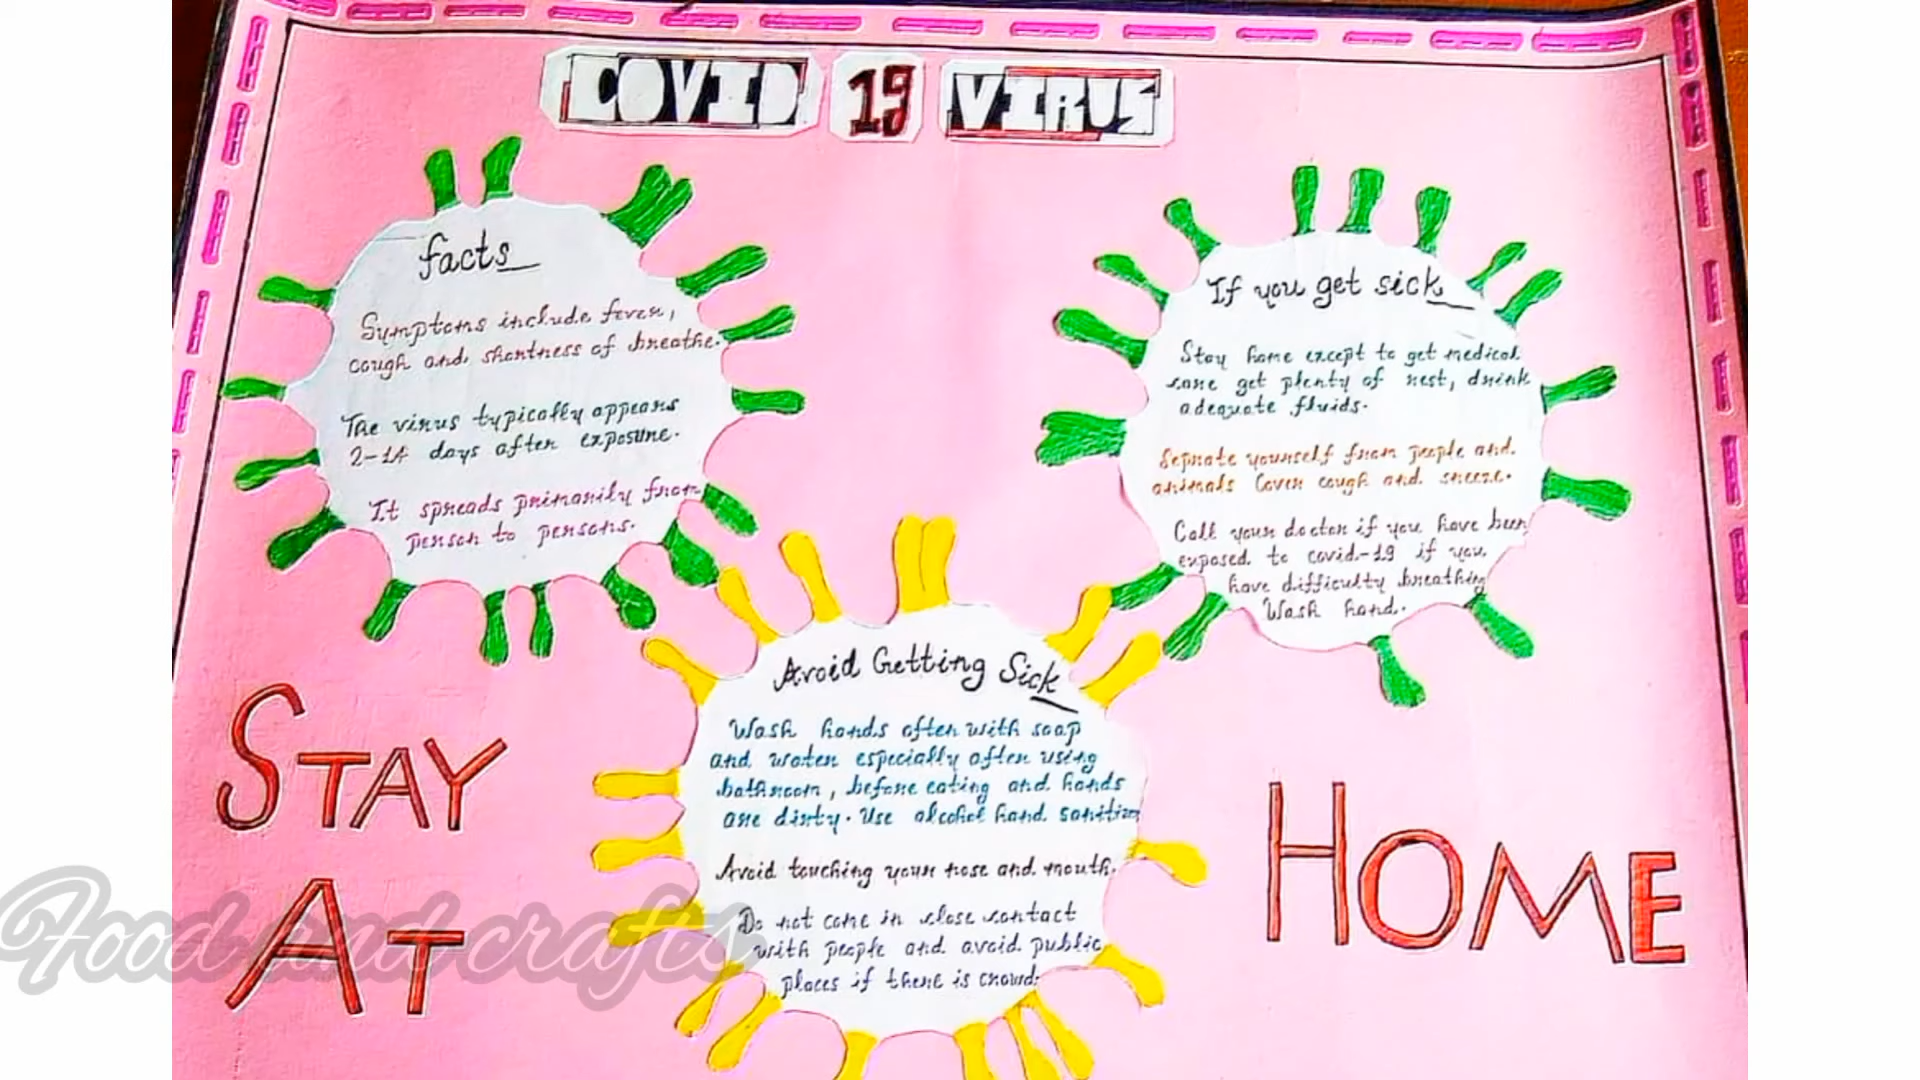 COVID 19 VIRUS
facts
Symptoms include fever,
cough and shortness of breathe.
The virus typically appears
2-14 days after exposure.
It spreads primarily from
person to persons.
If you get sick
Stay home except to get medical
care get plenty of rest, drink
adequate fluids.
Seprate yourself from people and
animals Cover cough and sneeze.
Call your doctor if you have been
exposed to covid-19 if you
have difficulty breathing
Wash hand.
Avoid Getting Sick
Wash hands often with soap
and water especially after using
bathroom, before eating and hands
are dirty. Use alcohol hand
Avoid touching your nose and mouth.
Do not come in close contact
with people and avoid public
places if there is crowd.
STAY
AT
HOME
Food and crafts